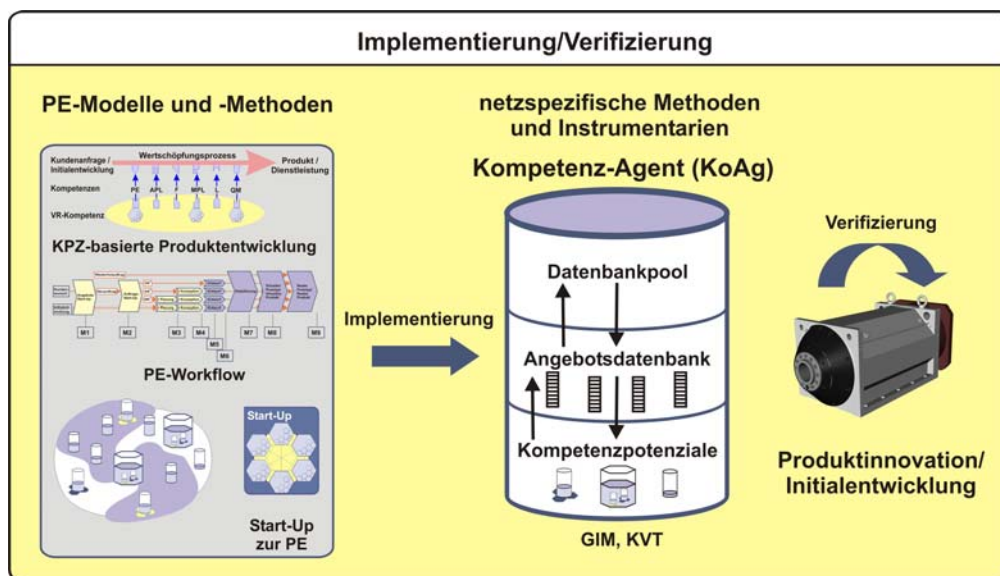 Implementierung/Verifizierung
PE-Modelle und -Methoden
Kundenanfrage /
Initialentwicklung
Wertschöpfungsprozess
Produkt /
Dienstleistung
Kompetenzen
PE APL F MPL L QM
VR-Kompetenz
KPZ-basierte Produktentwicklung
M1 M2 M3 M4 M7 M8 M9
M5
M6
PE-Workflow
Start-Up
Start-Up
zur PE
Implementierung
netzspezifische Methoden
und Instrumentarien
Kompetenz-Agent (KoAg)
Datenbankpool
Angebotsdatenbank
Kompetenzpotenziale
GIM, KVT
Verifizierung
Produktinnovation/
Initialentwicklung